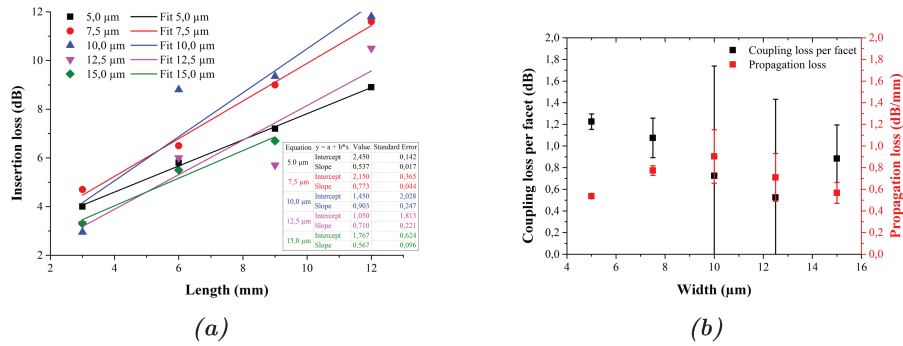 12
10
8
6
4
2
Insertion loss (dB)
5,0 µm Fit 5,0 µm
7,5 µm Fit 7,5 µm
10,0 µm Fit 10,0 µm
12,5 µm Fit 12,5 µm
15,0 µm Fit 15,0 µm
Equation y = a + b*x Value Standard Error
5.0 µm Intercept 2,450 0,142
Slope 0,537 0,017
7,5 µm Intercept 2,150 0,365
Slope 0,773 0,044
10,0 µm Intercept 1,450 2,028
Slope 0,903 0,247
12,5 µm Intercept 1,050 1,813
Slope 0,710 0,221
15,0 µm Intercept 1,767 0,624
Slope 0,567 0,096
2 4 6 8 10 12
Length (mm)
(a)
2,0
1,8
1,6
1,4
1,2
1,0
0,8
0,6
0,4
0,2
0,0
Coupling loss per facet (dB)
Coupling loss per facet
Propagation loss
4 6 8 10 12 14 16
Width (µm)
2,0
1,8
1,6
1,4
1,2
1,0
0,8
0,6
0,4
0,2
0,0
Propagation loss (dB/mm)
(b)